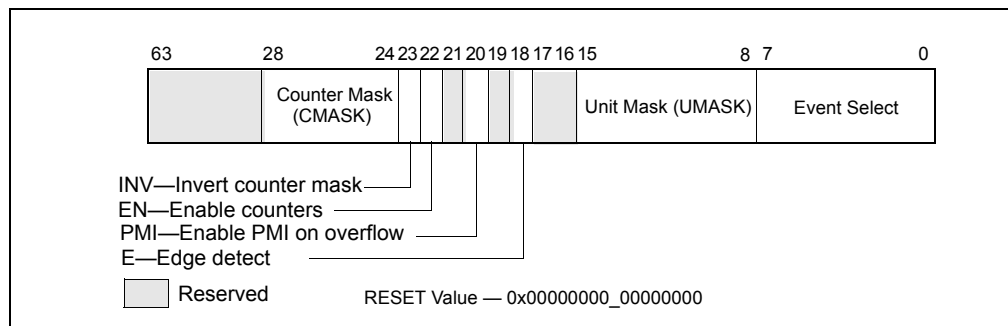 63 28 24 23 22 21 20 19 18 17 16 15 8 7 0
Counter Mask
(CMASK)
Unit Mask (UMASK)
Event Select
INV—Invert counter mask
EN—Enable counters
PMI—Enable PMI on overflow
E—Edge detect
Reserved
RESET Value — 0x00000000_00000000